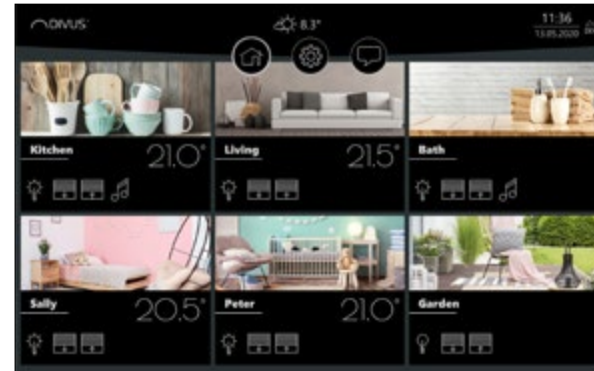 DIVUS
8.3°
11:36
13.05.2020
Kitchen
21.0°
Living
21.5°
Bath
Sally
20.5°
Peter
21.0°
Garden